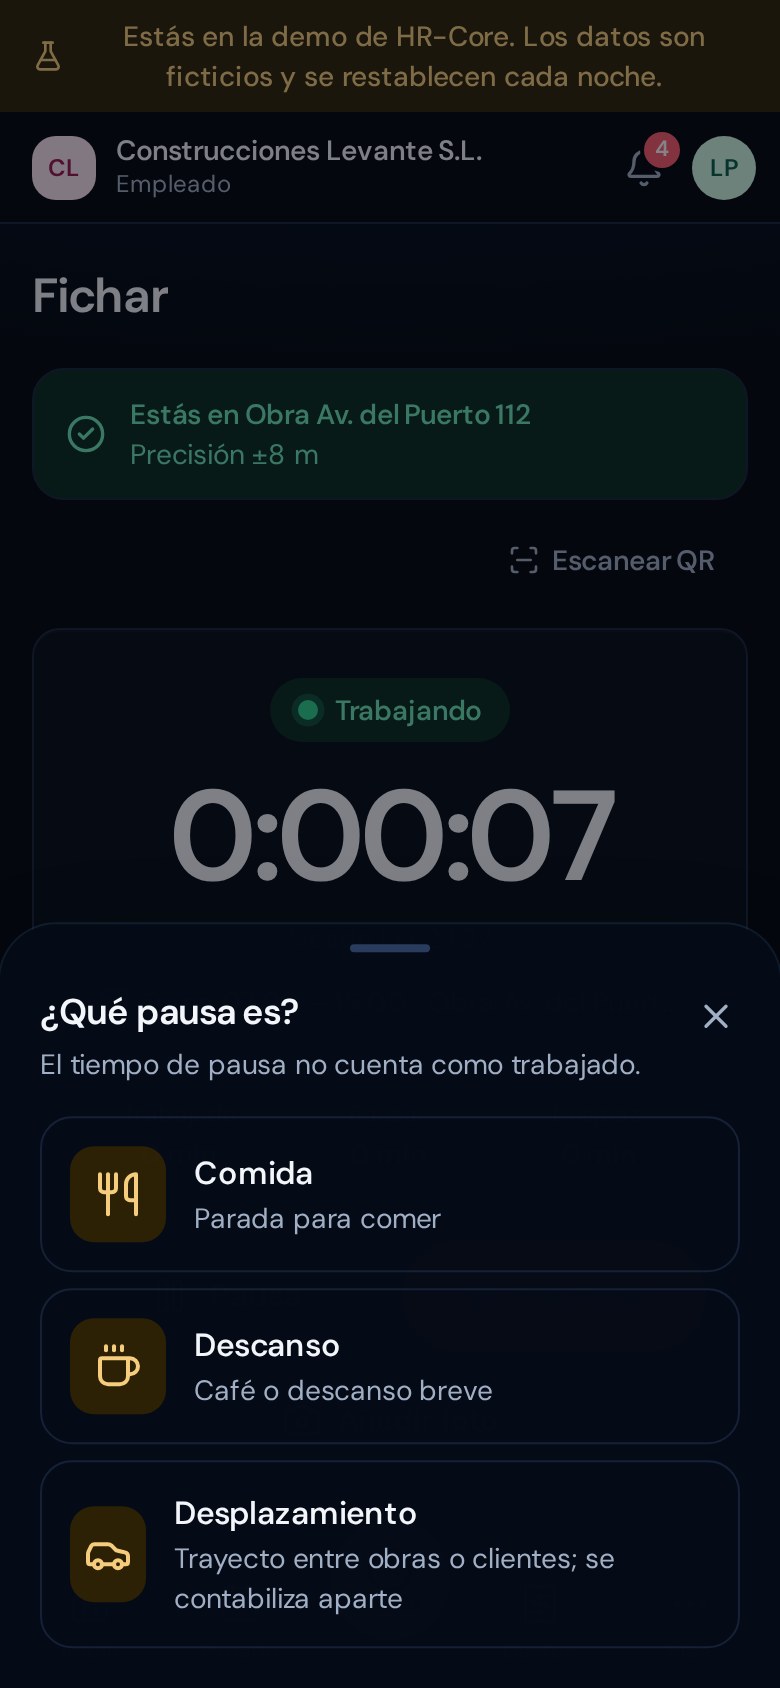 Estás en la demo de HR-Core. Los datos son
ficticios y se restablecen cada noche.
CL
Construcciones Levante S.L.
Empleado
4
LP
Fichar
Estás en Obra Av. del Puerto 112
Precisión ±8 m
Escanear QR
Trabajando
0:00:07
¿Qué pausa es?
El tiempo de pausa no cuenta como trabajado.
Comida
Parada para comer
Descanso
Café o descanso breve
Desplazamiento
Trayecto entre obras o clientes; se
contabiliza aparte